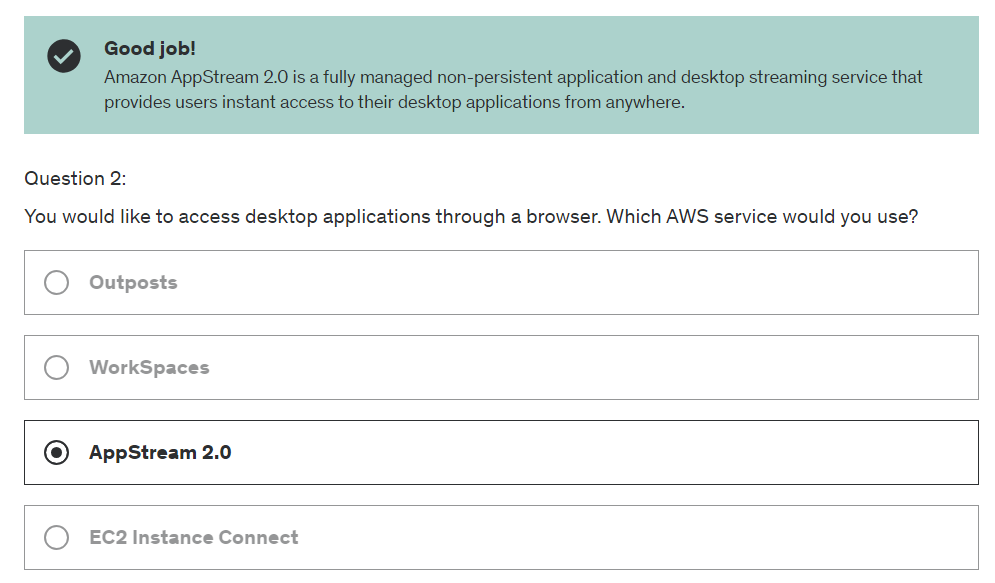 Good job!
Amazon AppStream 2.0 is a fully managed non-persistent application and desktop streaming service that
provides users instant access to their desktop applications from anywhere.
Question 2:
You would like to access desktop applications through a browser. Which AWS service would you use?
Outposts
WorkSpaces
AppStream 2.0
EC2 Instance Connect